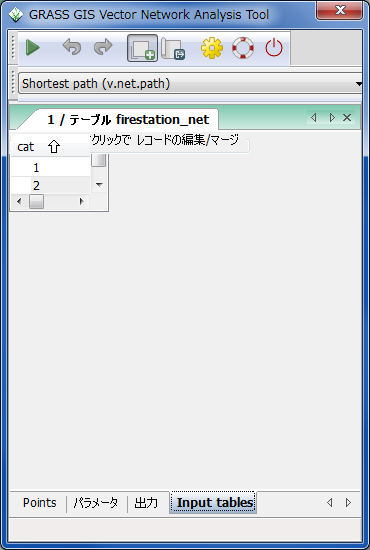 GRASS GIS Vector Network Analysis Tool
Shortest path (v.net.path)
1 / テーブル firestation_net
クリックで レコードの編集/マージ
cat
1
2
Points パラメータ 出力 Input tables